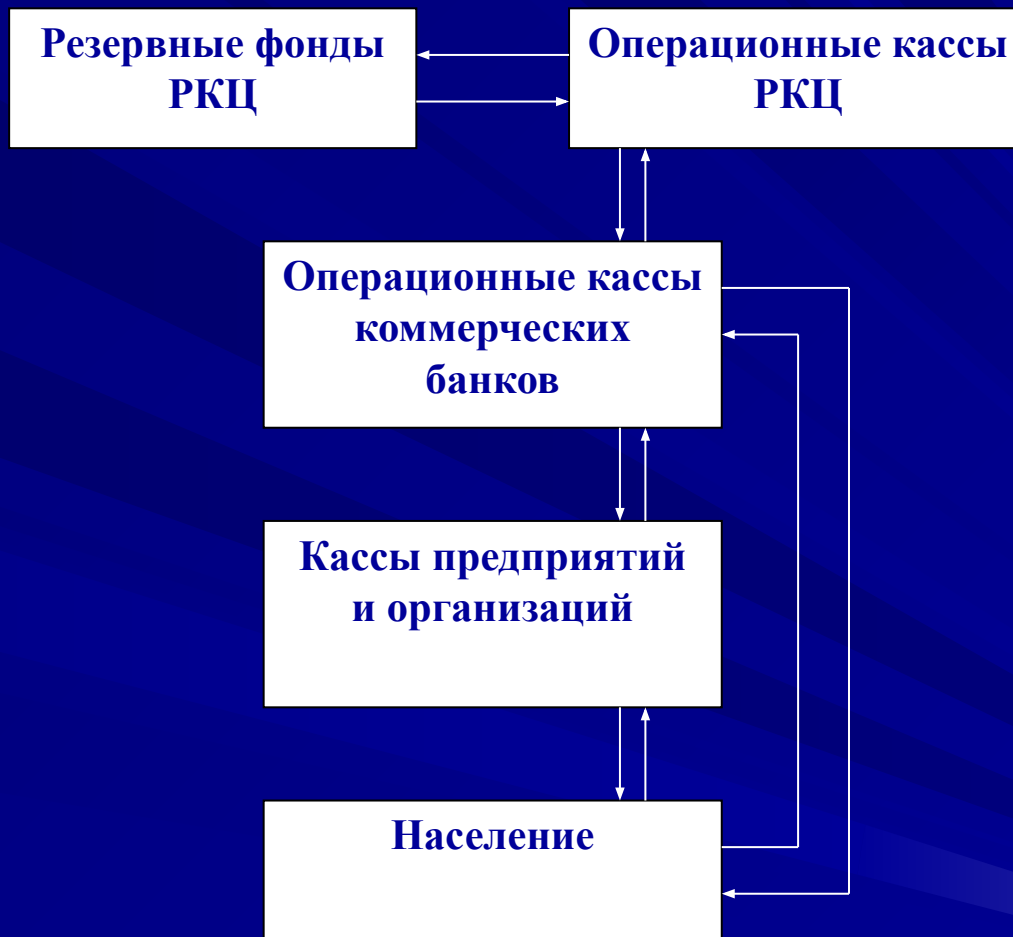 Резервные фонды
РКЦ
Операционные кассы
РКЦ
Операционные кассы
коммерческих
банков
Кассы предприятий
и организаций
Население